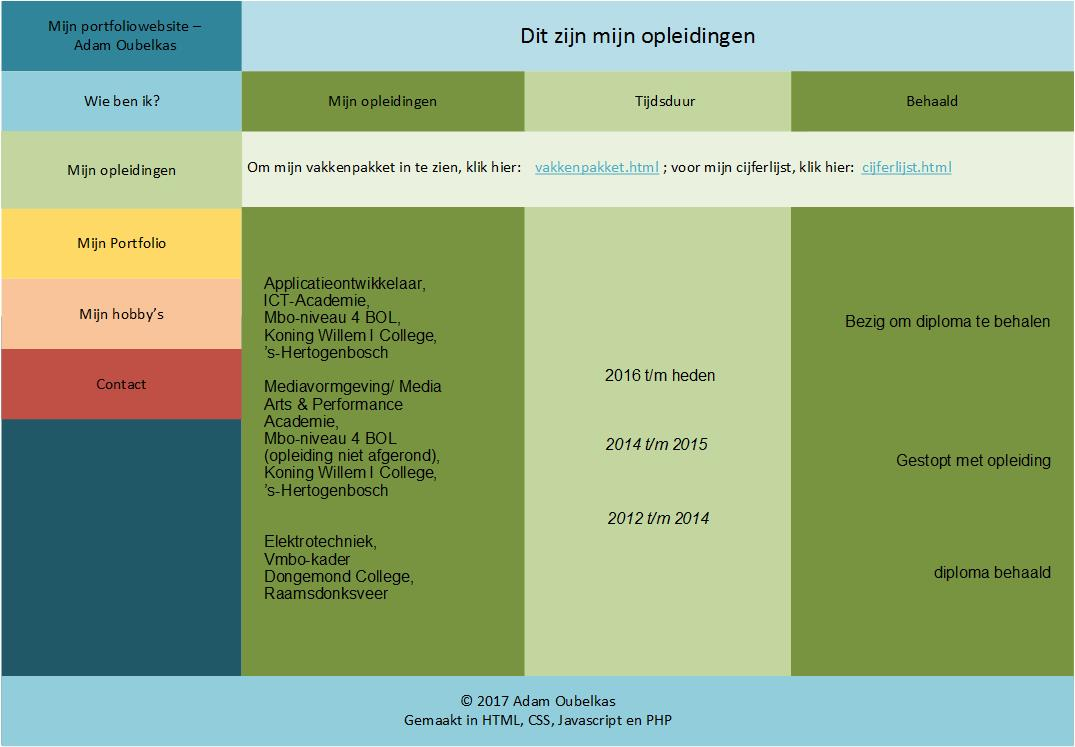 Mijn portfoliowebsite –
Adam Oubelkas
Dit zijn mijn opleidingen
Wie ben ik?
Mijn opleidingen
Tijdsduur
Behaald
Mijn opleidingen
Om mijn vakkenpakket in te zien, klik hier: vakkenpakket.html ; voor mijn cijferlijst, klik hier: cijferlijst.html
Mijn Portfolio
Mijn hobby’s
Contact
Applicatieontwikkelaar,
ICT-Academie,
Mbo-niveau 4 BOL,
Koning Willem I College,
’s-Hertogenbosch
Mediavormgeving/ Media
Arts & Performance
Academie,
Mbo-niveau 4 BOL
(opleiding niet afgerond),
Koning Willem I College,
’s-Hertogenbosch
Elektrotechniek,
Vmbo-kader
Dongemond College,
Raamsdonksveer
2016 t/m heden
2014 t/m 2015
2012 t/m 2014
Bezig om diploma te behalen
Gestopt met opleiding
diploma behaald
© 2017 Adam Oubelkas
Gemaakt in HTML, CSS, Javascript en PHP